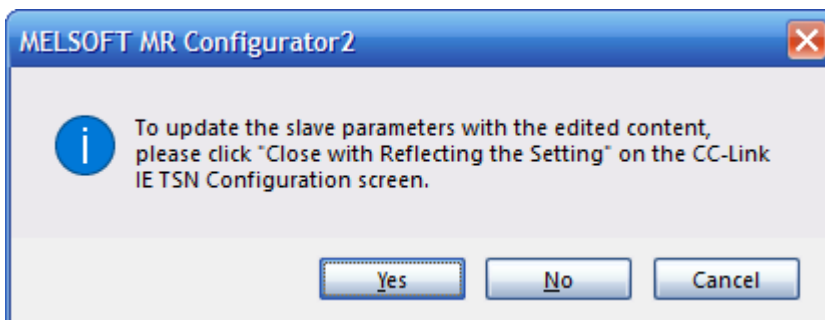 MELSOFT MR Configurator2
To update the slave parameters with the edited content,
please click "Close with Reflecting the Setting" on the CC-Link
IE TSN Configuration screen.
Yes
No
Cancel